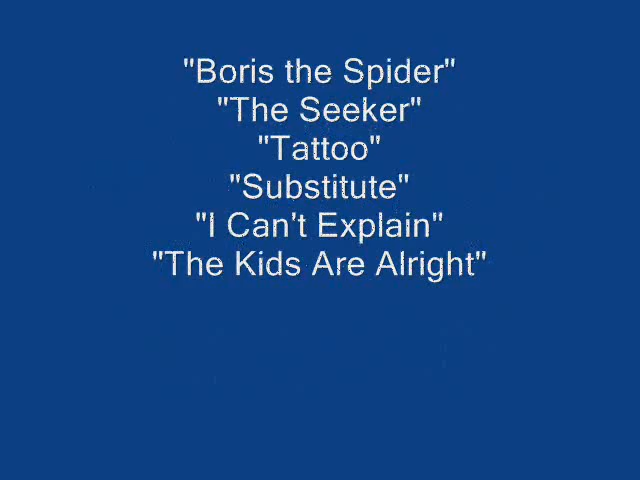 "Boris the Spider"
"The Seeker"
"Tattoo"
"Substitute"
"I Can't Explain"
"The Kids Are Alright"